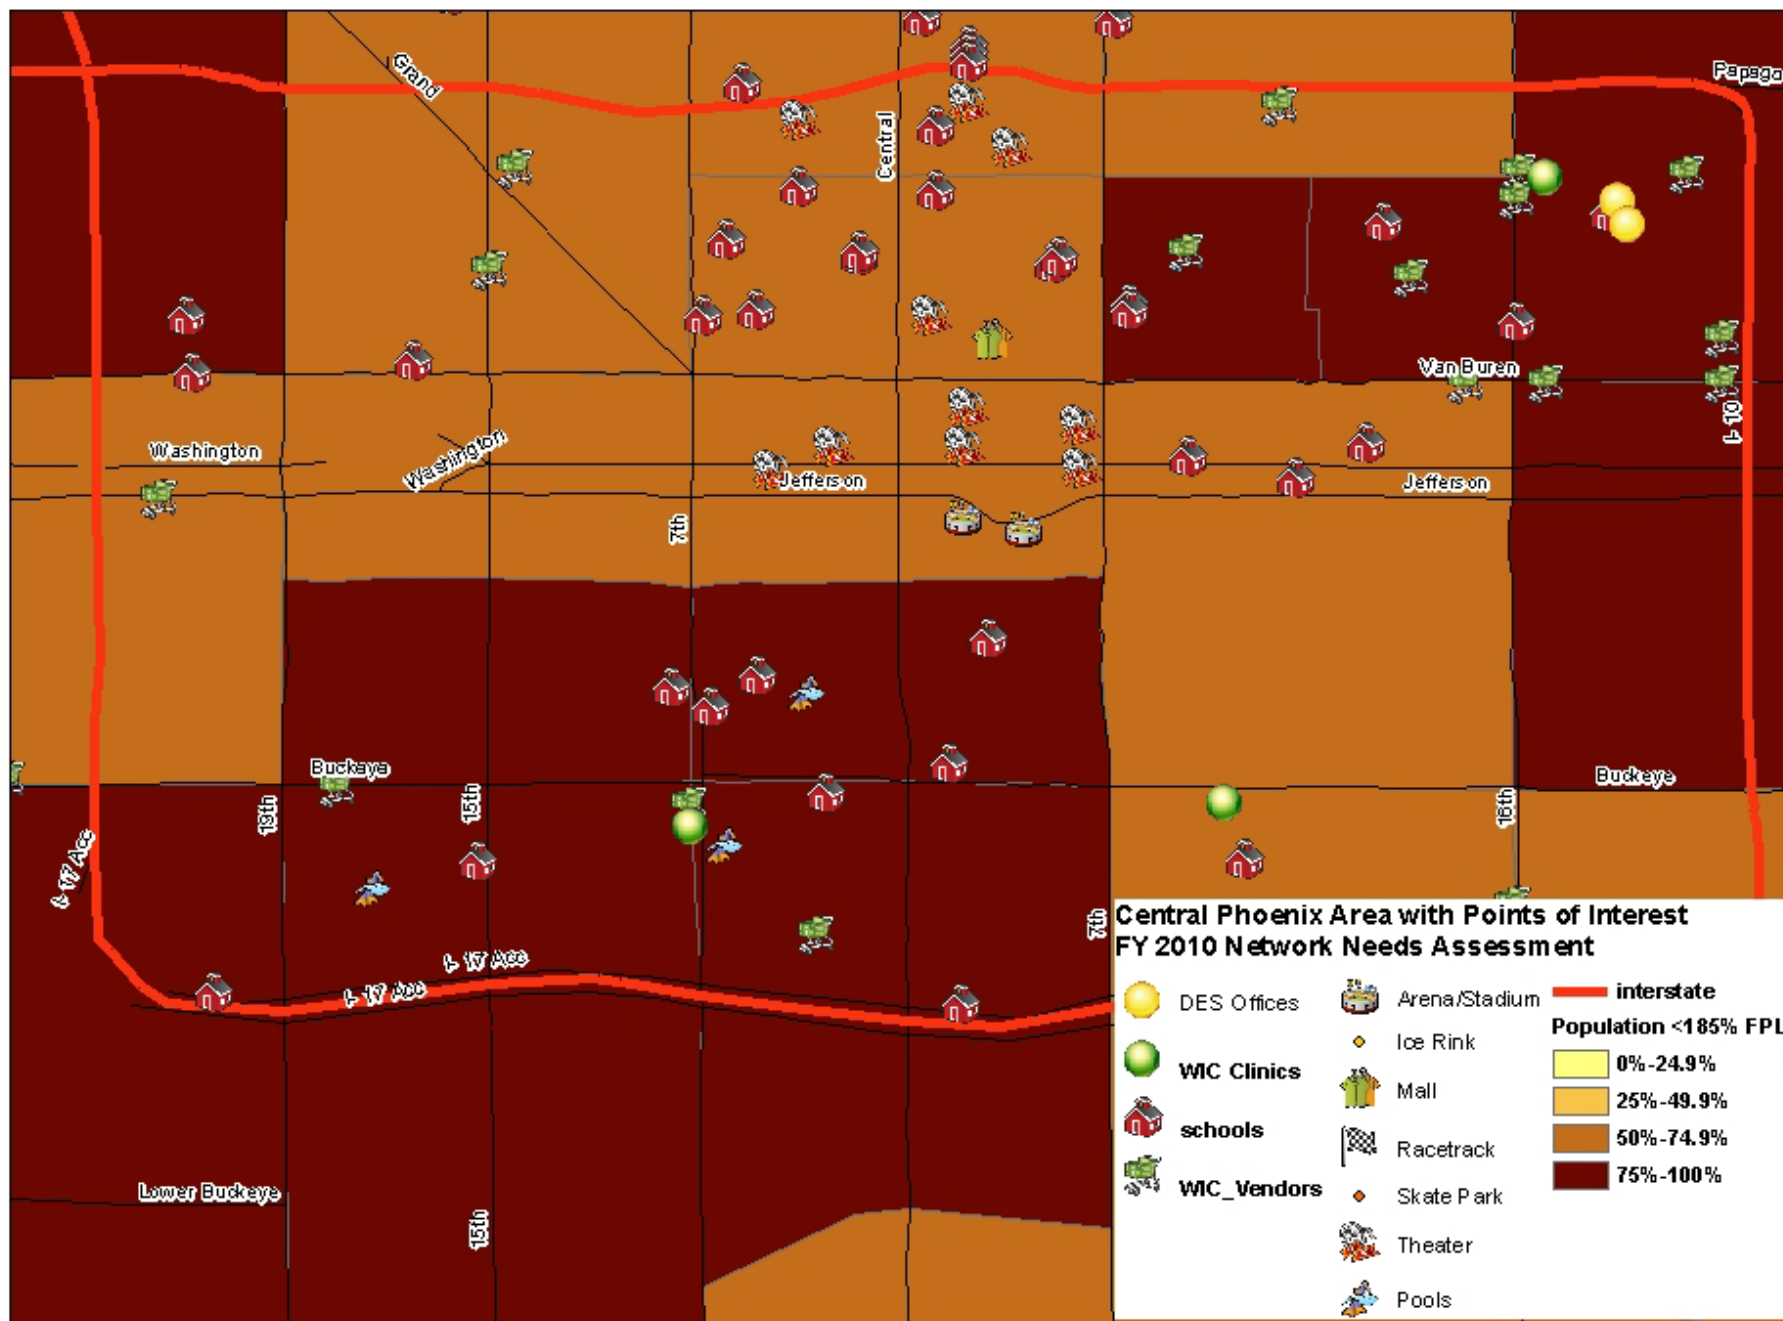 Grand
Papago
Central
Van Buren
I-10
Washington
Washington
Jefferson
Jefferson
7th
Buckaye
Buckeye
19th
15th
16th
I-17 Acc
I-17 Acc
I-17 Acc
7th
Lower Buckeye
15th
Central Phoenix Area with Points of Interest
FY 2010 Network Needs Assessment
DES Offices
WIC Clinics
schools
WIC_Vendors
Arena/Stadium
Ice Rink
Mall
Racetrack
Skate Park
Theater
Pools
interstate
Population <185% FPL
0%-24.9%
25%-49.9%
50%-74.9%
75%-100%